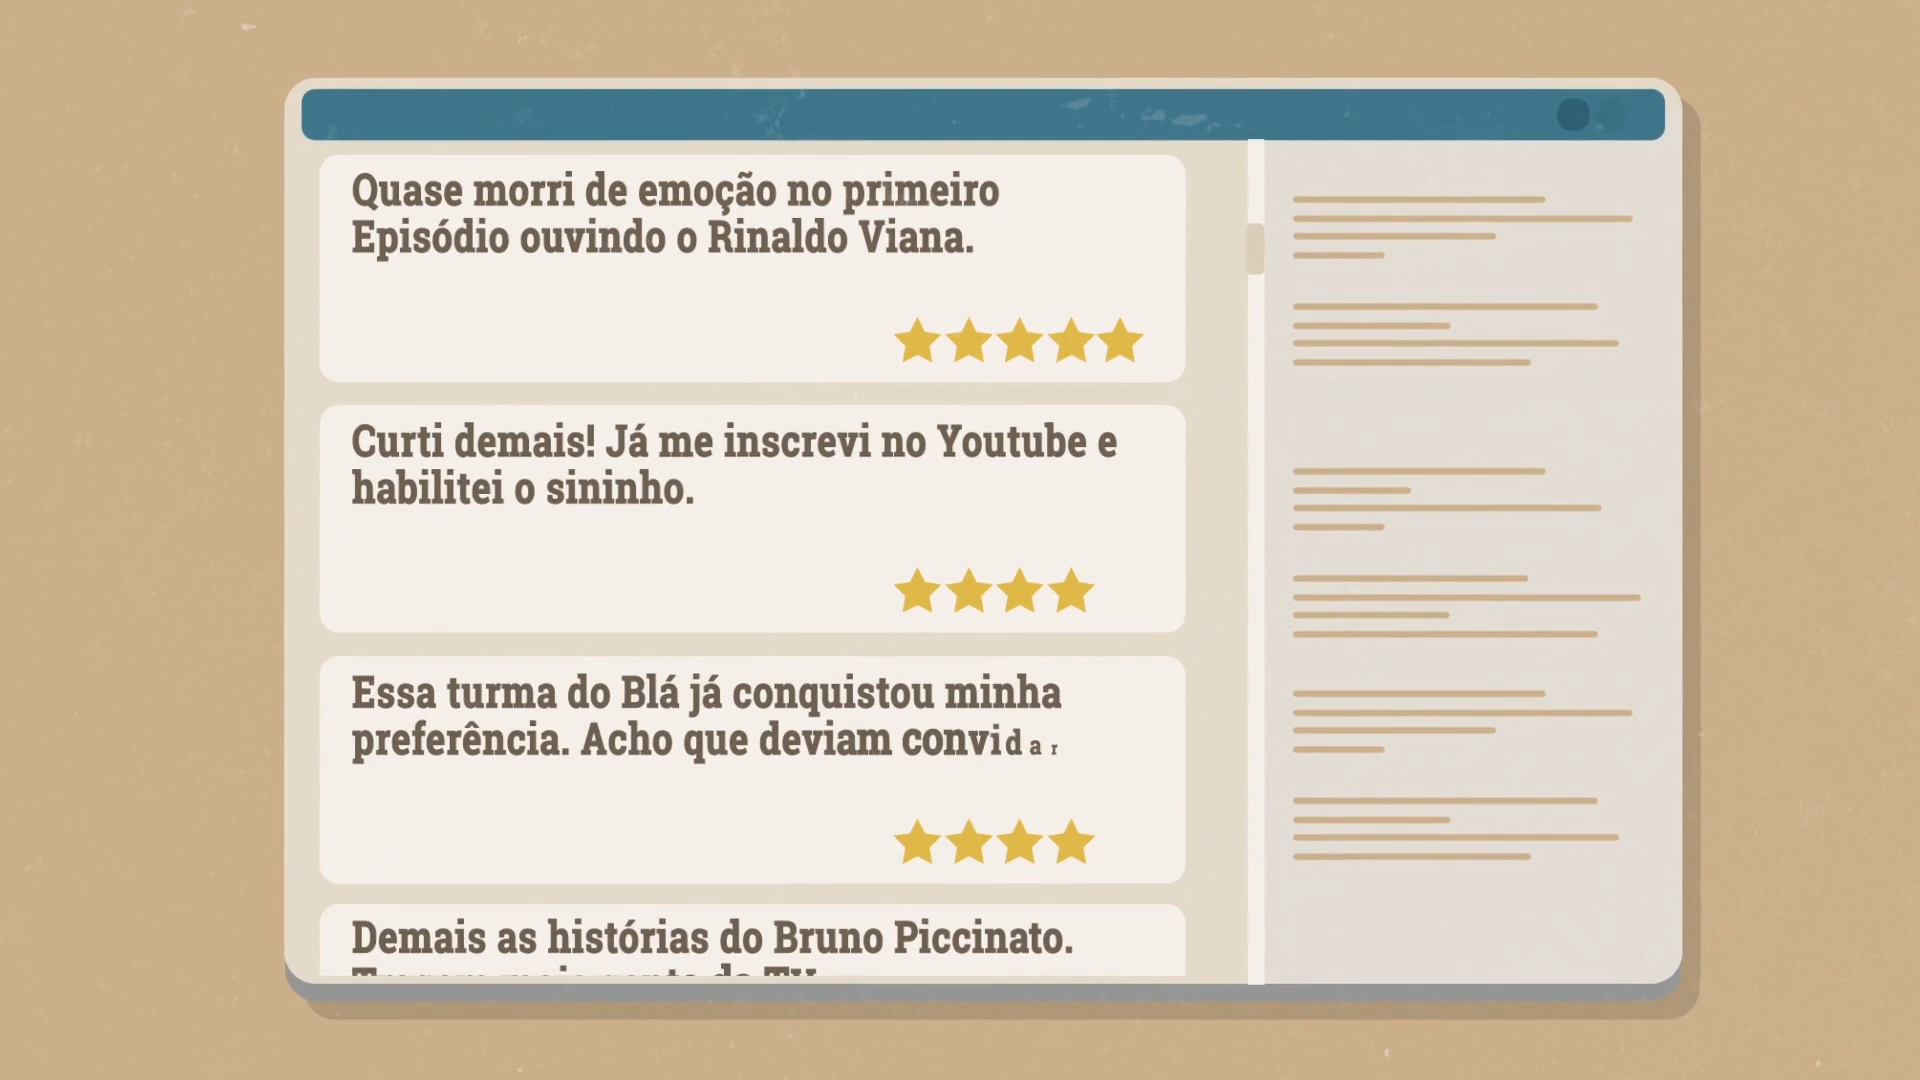 Quase morri de emoção no primeiro
Episódio ouvindo o Rinaldo Viana.
Curti demais! Já me inscrevi no Youtube e
habilitei o sininho.
Essa turma do Blá já conquistou minha
preferência. Acho que deviam convidar
Demais as histórias do Bruno Piccinato.